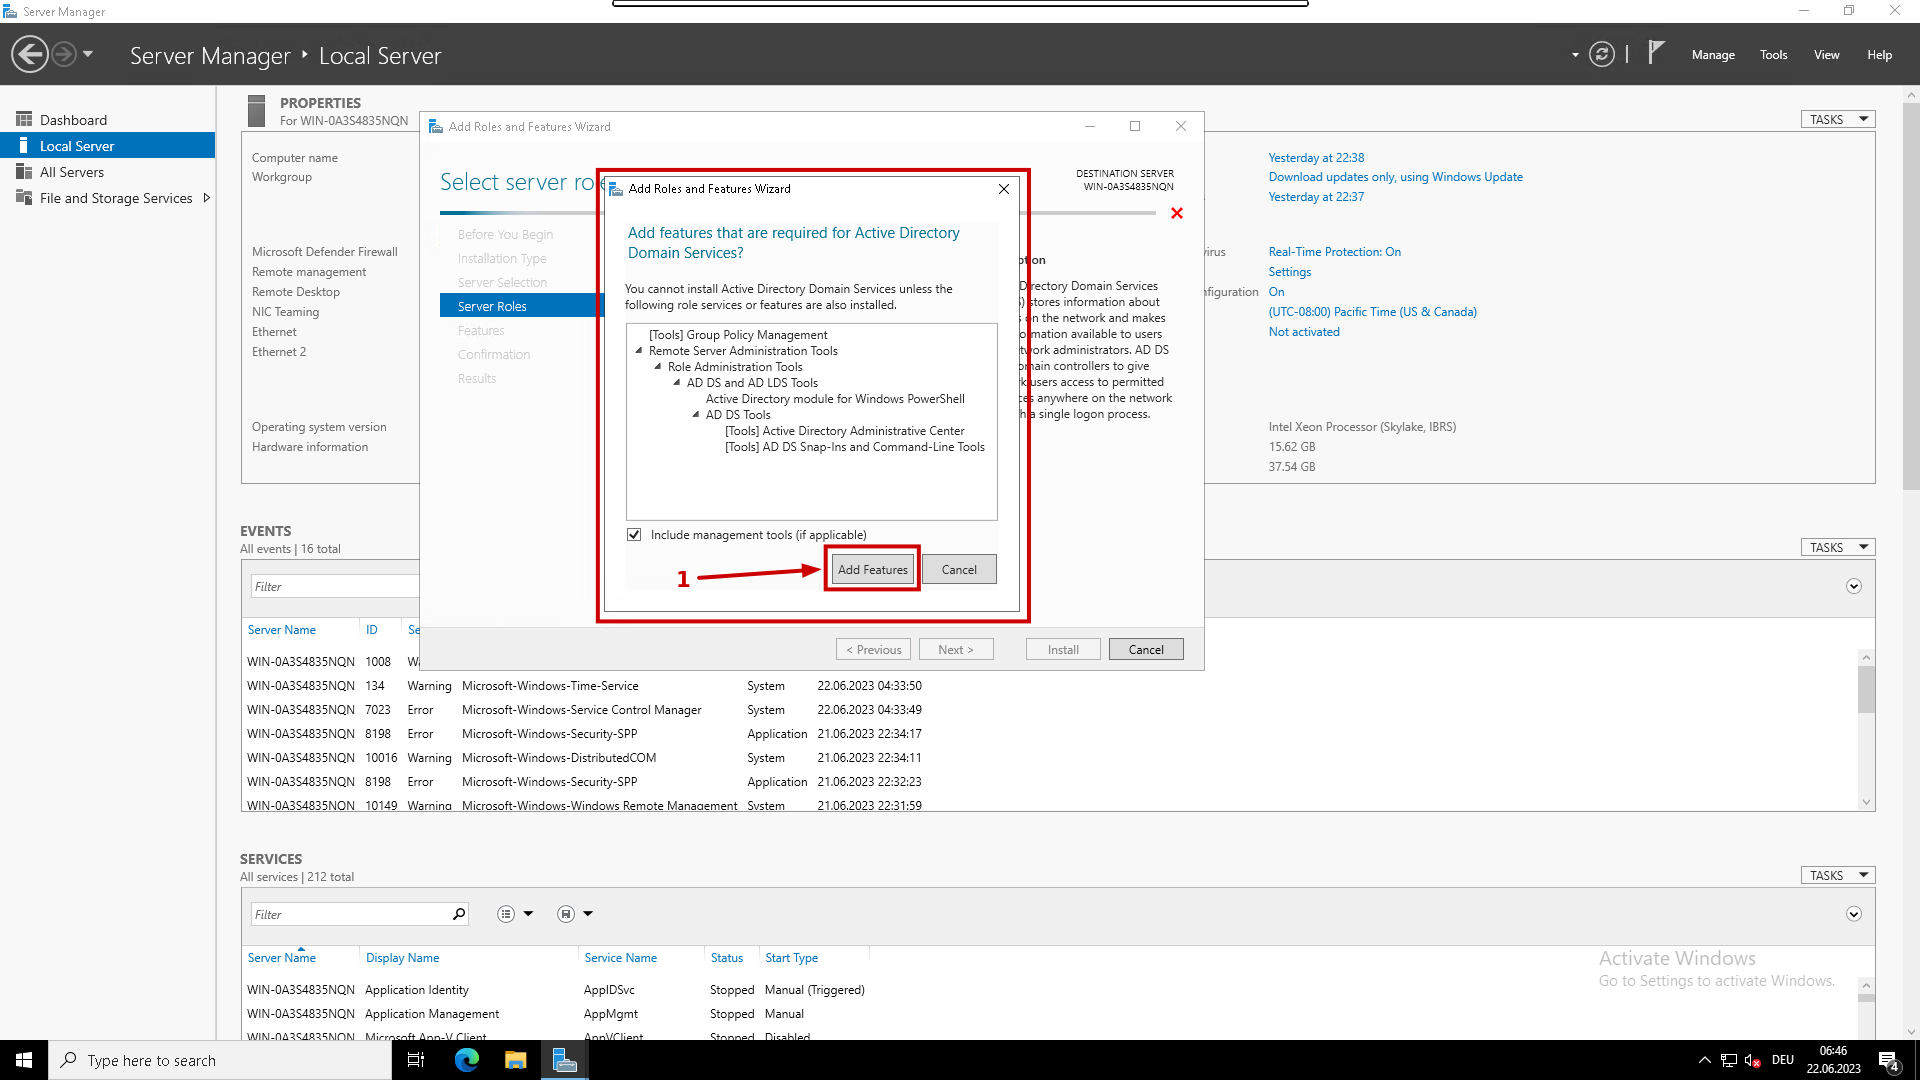 Server Manager
Server Manager ‣ Local Server
Manage Tools View Help
Dashboard
Local Server
All Servers
File and Storage Services
PROPERTIES
For WIN-0A3S4835NQN
TASKS
Computer name
Workgroup
Microsoft Defender Firewall
Remote management
Remote Desktop
NIC Teaming
Ethernet
Ethernet 2
Operating system version
Hardware information
Yesterday at 22:38
Download updates only, using Windows Update
Yesterday at 22:37
Real-Time Protection: On
Settings
On
(UTC-08:00) Pacific Time (US & Canada)
Not activated
Intel Xeon Processor (Skylake, IBRS)
15.62 GB
37.54 GB
Add Roles and Features Wizard
Select server ro
DESTINATION SERVER
WIN-0A3S4835NQN
Before You Begin
Installation Type
Server Selection
Server Roles
Features
Confirmation
Results
Directory Domain Services
stores information about
on the network and makes
users
administrators. AD DS
controllers to give
users access to permitted
anywhere on the network
a single logon process.
Add Roles and Features Wizard
Add features that are required for Active Directory
Domain Services?
You cannot install Active Directory Domain Services unless the
following role services or features are also installed.
[Tools] Group Policy Management
Remote Server Administration Tools
Role Administration Tools
AD DS and AD LDS Tools
Active Directory module for Windows PowerShell
AD DS Tools
[Tools] Active Directory Administrative Center
[Tools] AD DS Snap-Ins and Command-Line Tools
Include management tools (if applicable)
1
Add Features Cancel
< Previous Next > Install Cancel
EVENTS
All events | 16 total
TASKS
Filter
Server Name ID Se
WIN-0A3S4835NQN 1008
WIN-0A3S4835NQN 134 Warning Microsoft-Windows-Time-Service System 22.06.2023 04:33:50
WIN-0A3S4835NQN 7023 Error Microsoft-Windows-Service Control Manager System 22.06.2023 04:33:49
WIN-0A3S4835NQN 8198 Error Microsoft-Windows-Security-SPP Application 21.06.2023 22:34:17
WIN-0A3S4835NQN 10016 Warning Microsoft-Windows-DistributedCOM System 21.06.2023 22:34:11
WIN-0A3S4835NQN 8198 Error Microsoft-Windows-Security-SPP Application 21.06.2023 22:32:23
WIN-0A3S4835NQN 10149 Warning Microsoft-Windows-Windows Remote Management System 21.06.2023 22:31:59
SERVICES
All services | 212 total
TASKS
Filter
Server Name Display Name Service Name Status Start Type
WIN-0A3S4835NQN Application Identity AppIDSvc Stopped Manual (Triggered)
WIN-0A3S4835NQN Application Management AppMgmt Stopped Manual
WIN-0A3S4835NQN Microsoft App-V Client AppVClient Stopped Disabled
Activate Windows
Go to Settings to activate Windows.
Type here to search
DEU
06:46
22.06.2023
4